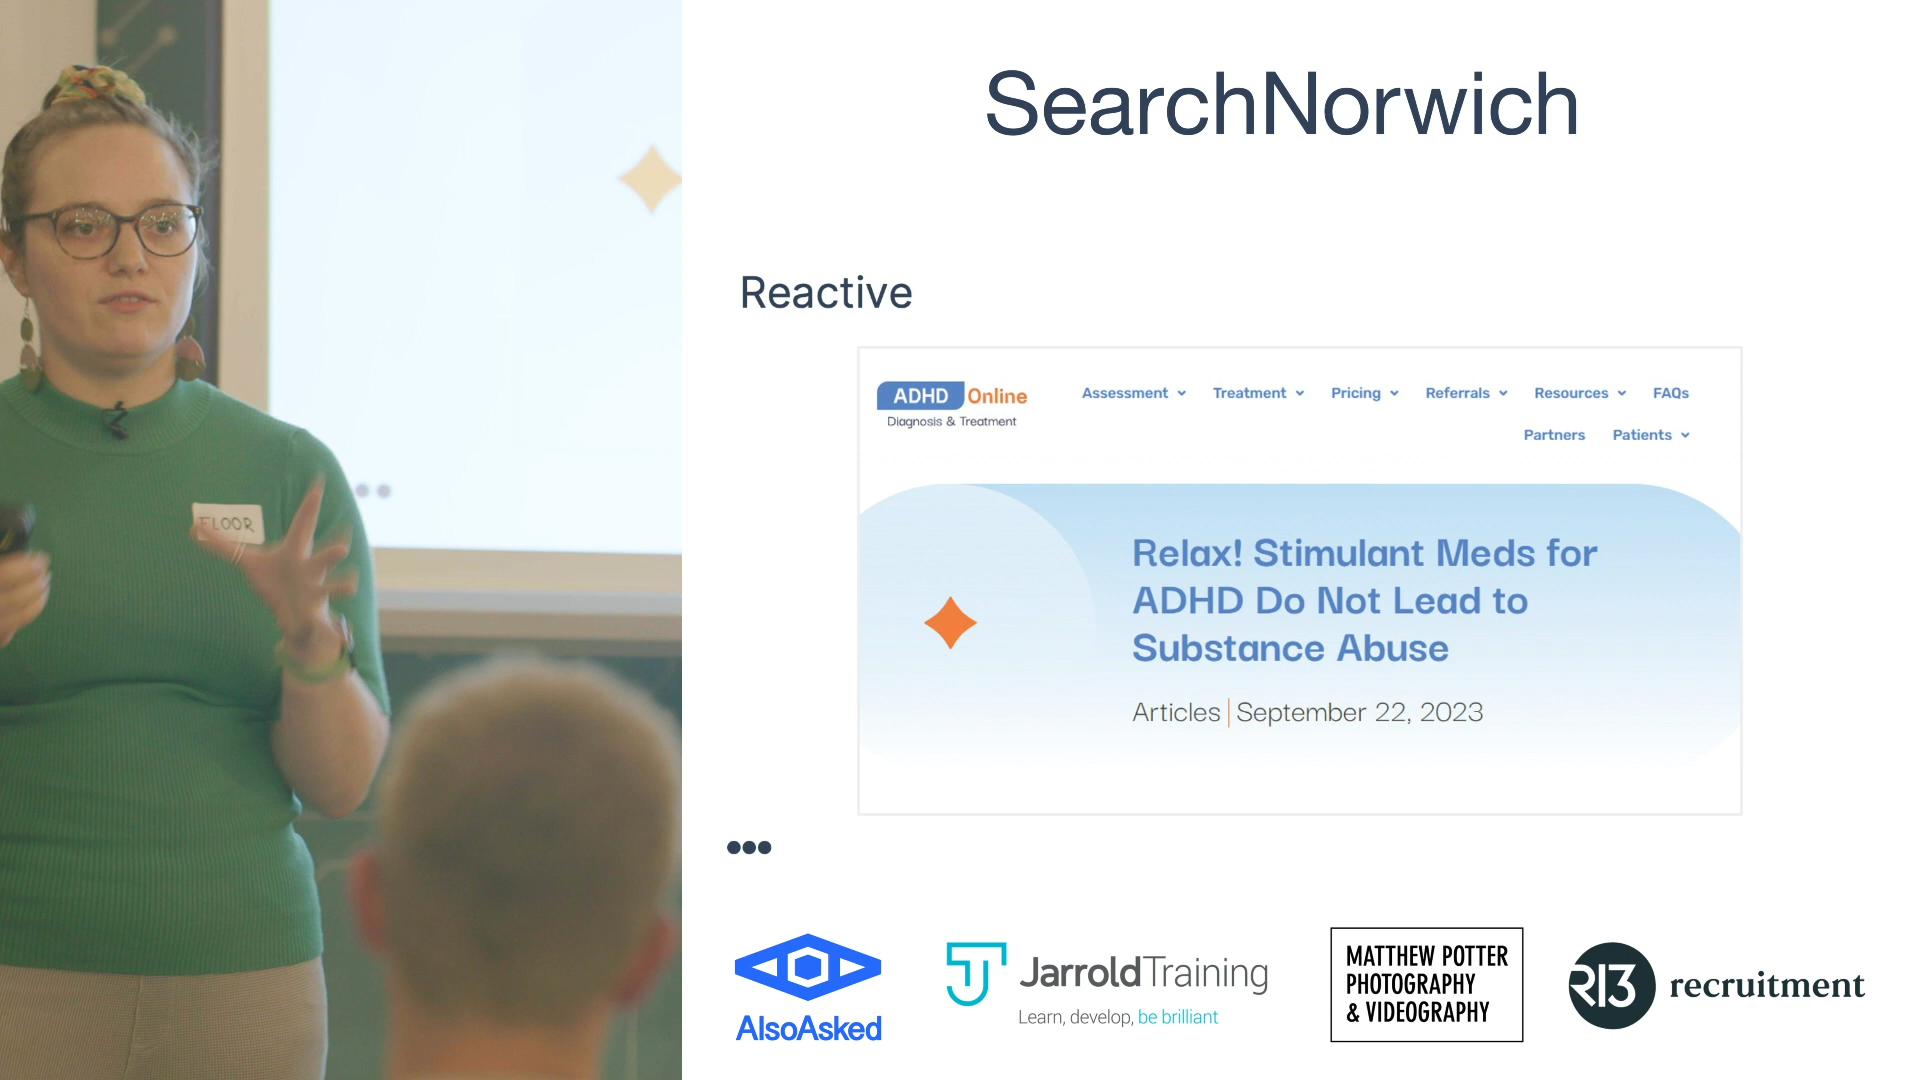 SearchNorwich
Reactive
ADHD Online
Diagnosis & Treatment
Assessment Treatment Pricing Referrals Resources FAQs
Partners Patients
Relax! Stimulant Meds for
ADHD Do Not Lead to
Substance Abuse
Articles | September 22, 2023
FLOOR
AlsoAsked
JarroldTraining
Learn, develop, be brilliant
MATTHEW POTTER
PHOTOGRAPHY
& VIDEOGRAPHY
R13 recruitment